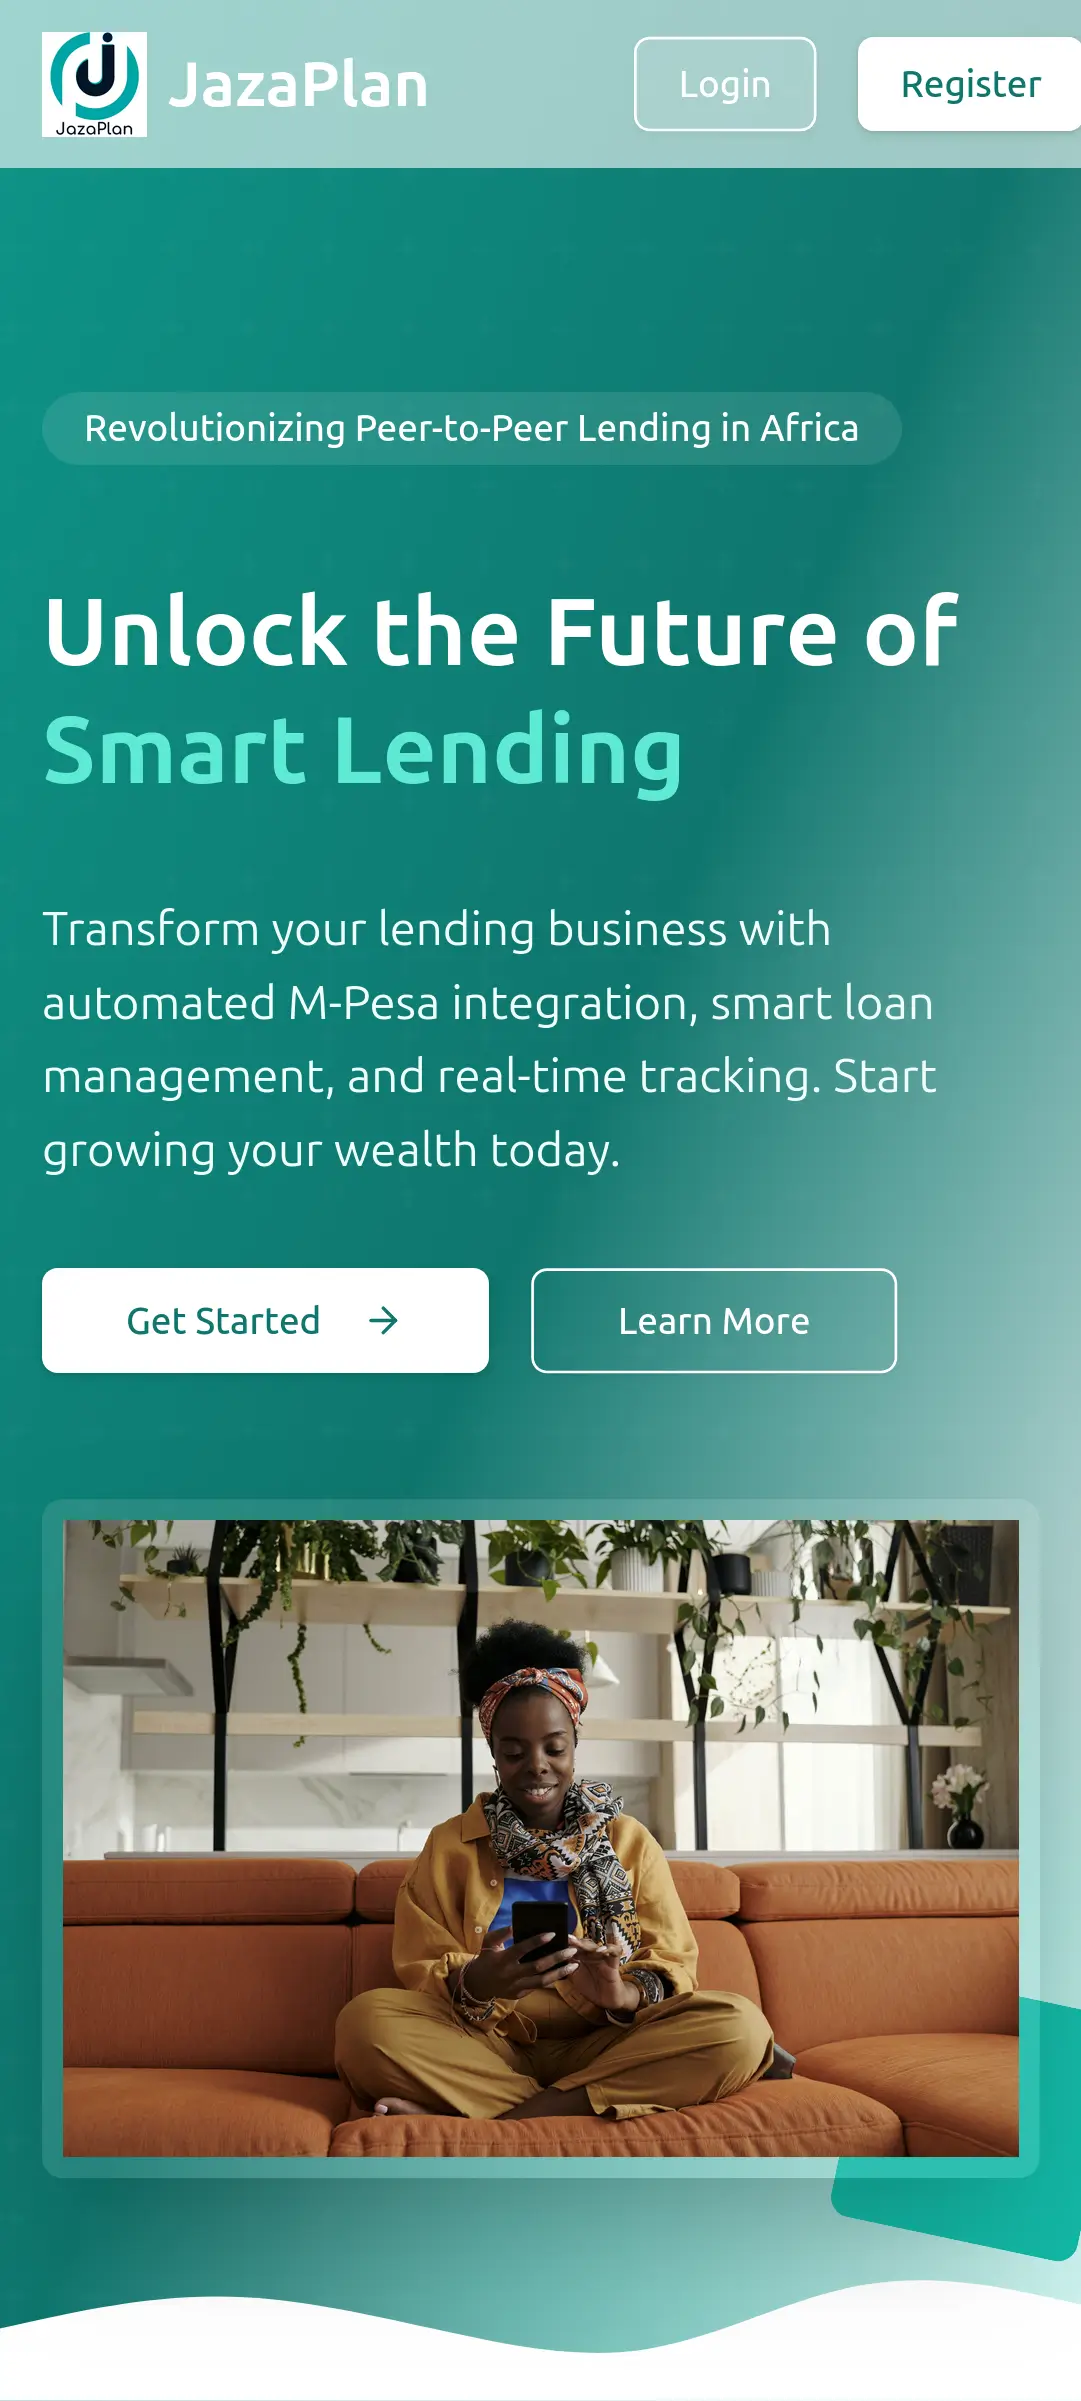 JazaPlan
JazaPlan
Login
Register
Revolutionizing Peer-to-Peer Lending in Africa
Unlock the Future of
Smart Lending
Transform your lending business with
automated M-Pesa integration, smart loan
management, and real-time tracking. Start
growing your wealth today.
Get Started →
Learn More